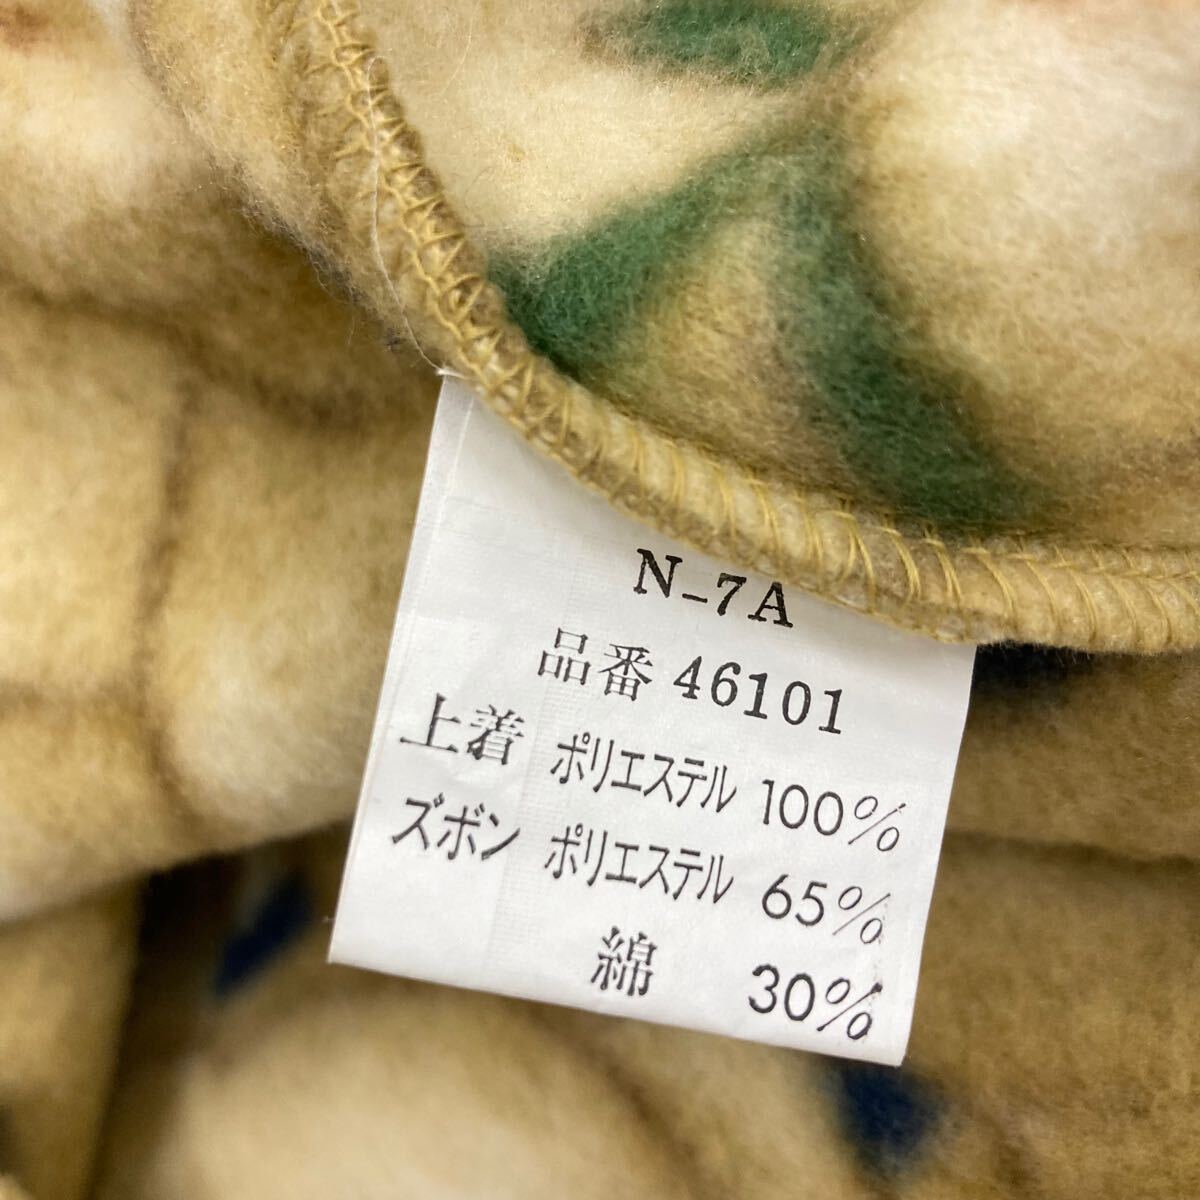 N-7A
品番 46101
上着 ポリエステル 100%
ズボン ポリエステル 65%
綿 30%